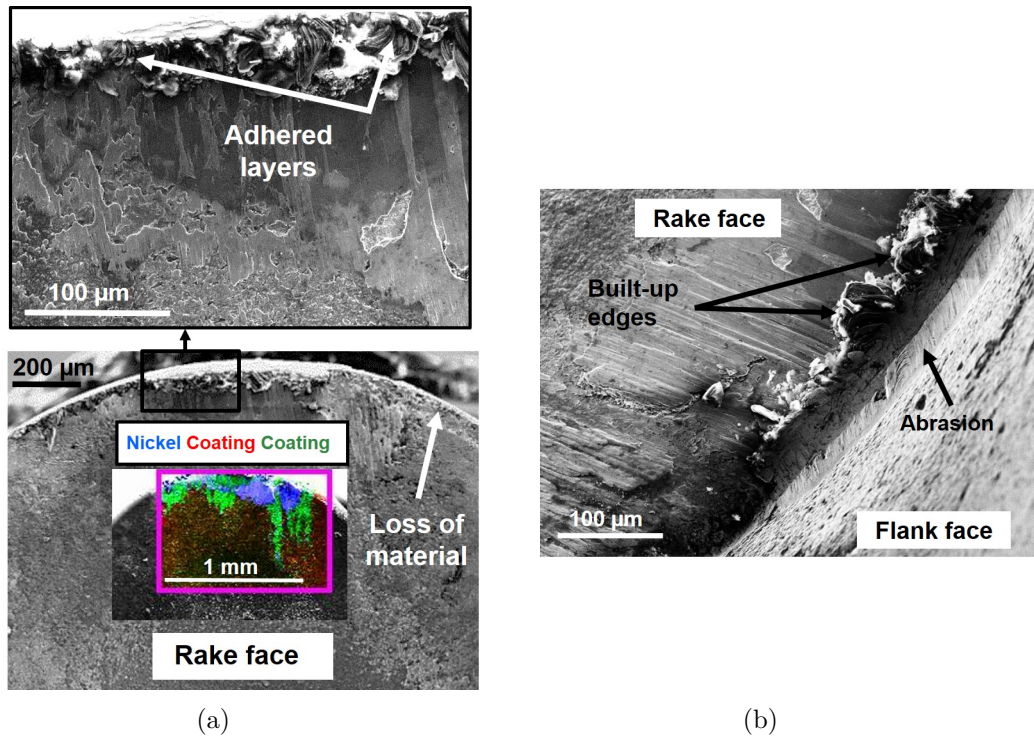 Adhered
layers
100 µm
200 µm
Nickel Coating Coating
1 mm
Loss of
material
Rake face
(a)
Rake face
Built-up
edges
Abrasion
100 µm
Flank face
(b)